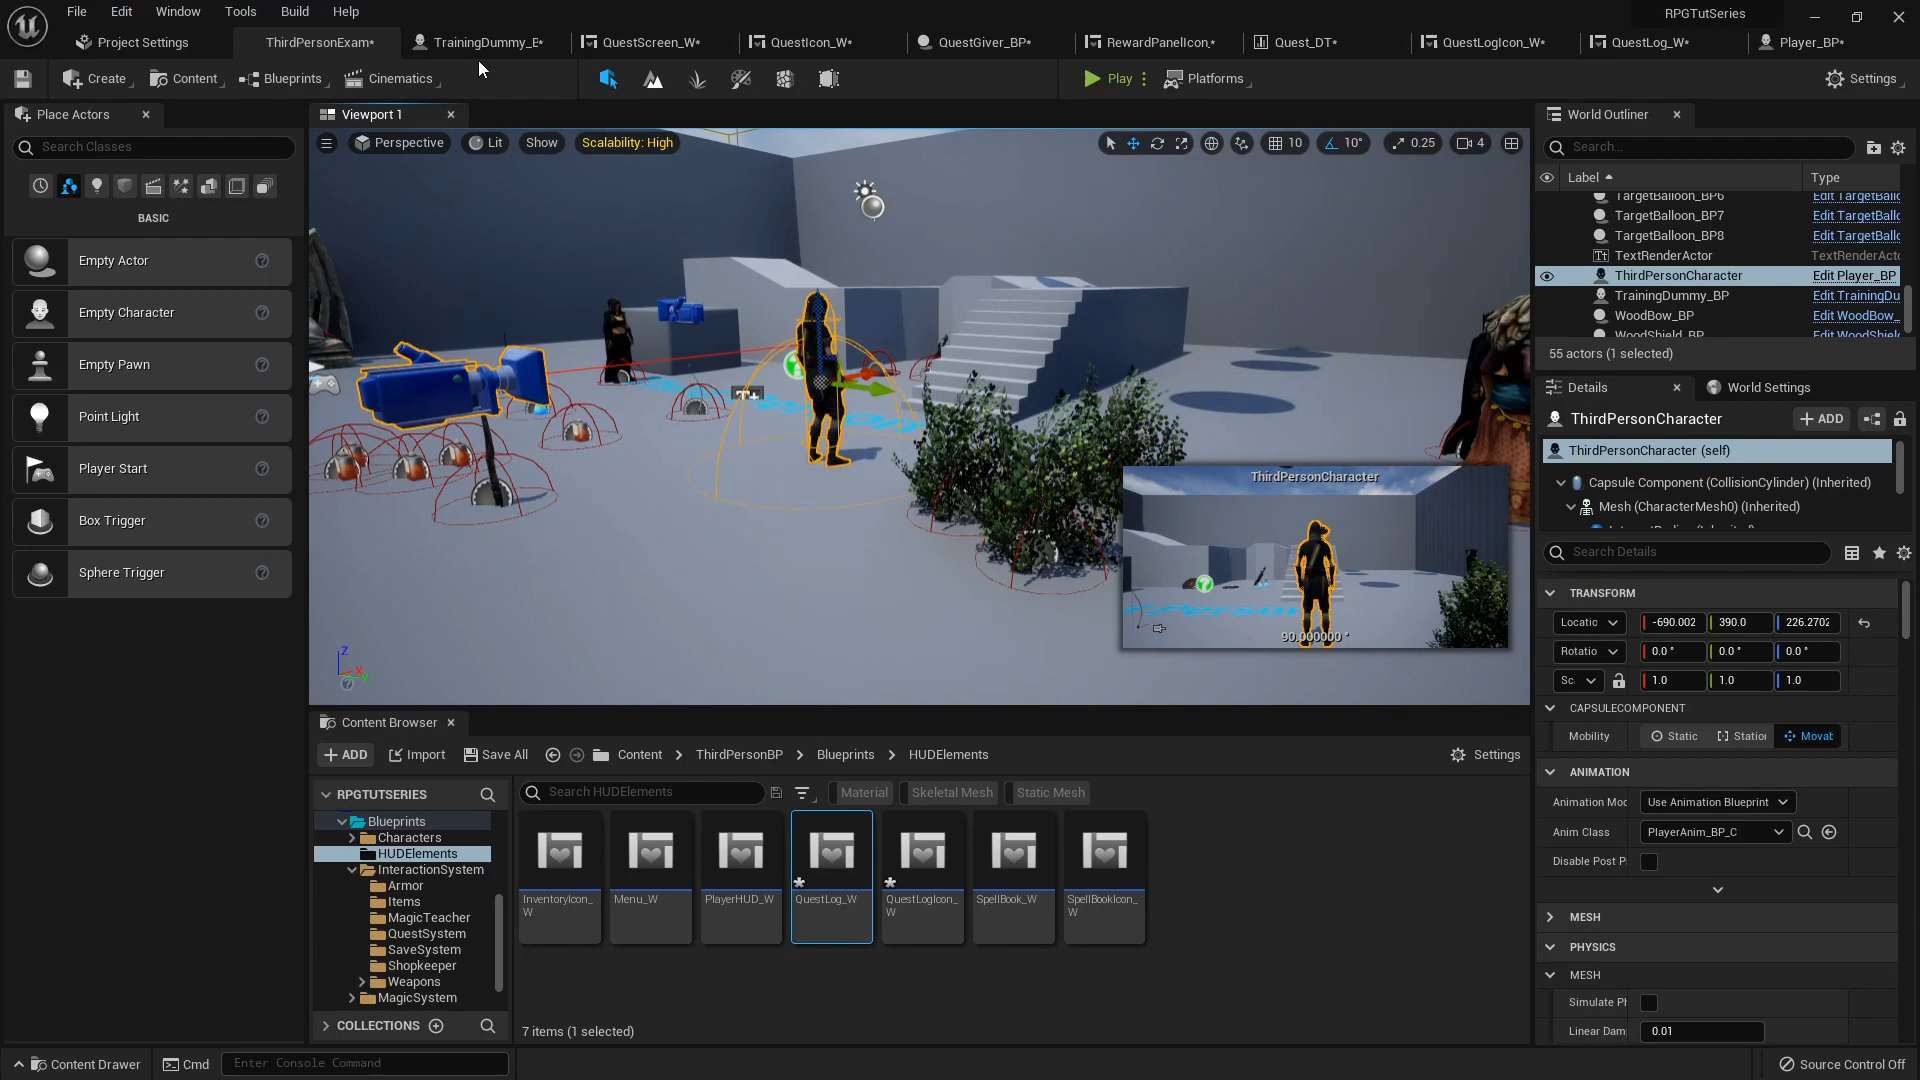 File Edit Window Tools Build Help
RPGTutSeries
Project Settings
ThirdPersonExam*
TrainingDummy_E*
QuestScreen_W*
QuestIcon_W*
QuestGiver_BP*
RewardPanelIcon.*
Quest_DT*
QuestLogIcon_W*
QuestLog_W*
Player_BP*
Create
Content
Blueprints
Cinematics
Play
Platforms
Settings
Place Actors
Search Classes
BASIC
Empty Actor
Empty Character
Empty Pawn
Point Light
Player Start
Box Trigger
Sphere Trigger
Viewport 1
Perspective Lit Show Scalability: High
10 10° 0.25 4
ThirdPersonCharacter
90.000000 °
Z
X
Y
Content Browser
ADD Import Save All Content ThirdPersonBP Blueprints HUDElements Settings
RPGTUTSERIES
Blueprints
Characters
HUDElements
InteractionSystem
Armor
Items
MagicTeacher
QuestSystem
SaveSystem
Shopkeeper
Weapons
MagicSystem
COLLECTIONS
Search HUDElements
Material Skeletal Mesh Static Mesh
InventoryIcon_
W
Menu_W
PlayerHUD_W
QuestLog_W
QuestLogIcon_
W
SpellBook_W
SpellBookIcon_
W
7 items (1 selected)
World Outliner
Search...
Label Type
TargetBalloon_BP6 Edit TargetBallo
TargetBalloon_BP7 Edit TargetBallo
TargetBalloon_BP8 Edit TargetBallo
TextRenderActor TextRenderActo
ThirdPersonCharacter Edit Player_BP
TrainingDummy_BP Edit TrainingDu
WoodBow_BP Edit WoodBow_
WoodShield_BP Edit WoodShield
55 actors (1 selected)
Details
World Settings
ThirdPersonCharacter
ADD
ThirdPersonCharacter (self)
Capsule Component (CollisionCylinder) (Inherited)
Mesh (CharacterMesh0) (Inherited)
Search Details
TRANSFORM
Locatic -690.002 390.0 226.2702
Rotatio 0.0 ° 0.0 ° 0.0 °
Sc 1.0 1.0 1.0
CAPSULECOMPONENT
Mobility Static Station Movat
ANIMATION
Animation Moc Use Animation Blueprint
Anim Class PlayerAnim_BP_C
Disable Post P
MESH
PHYSICS
MESH
Simulate Ph
Linear Dam 0.01
Content Drawer
Cmd
Enter Console Command
Source Control Off